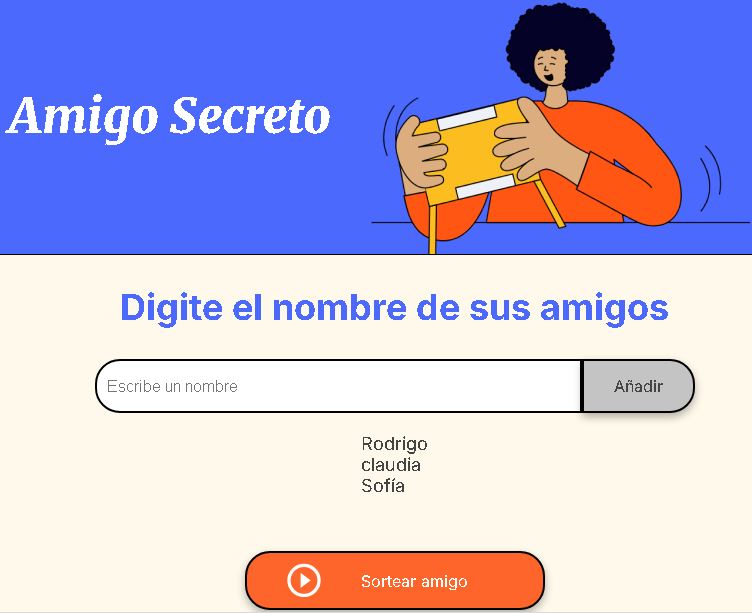 Amigo Secreto
Digite el nombre de sus amigos
Escribe un nombre
Añadir
Rodrigo
claudia
Sofía
Sortear amigo